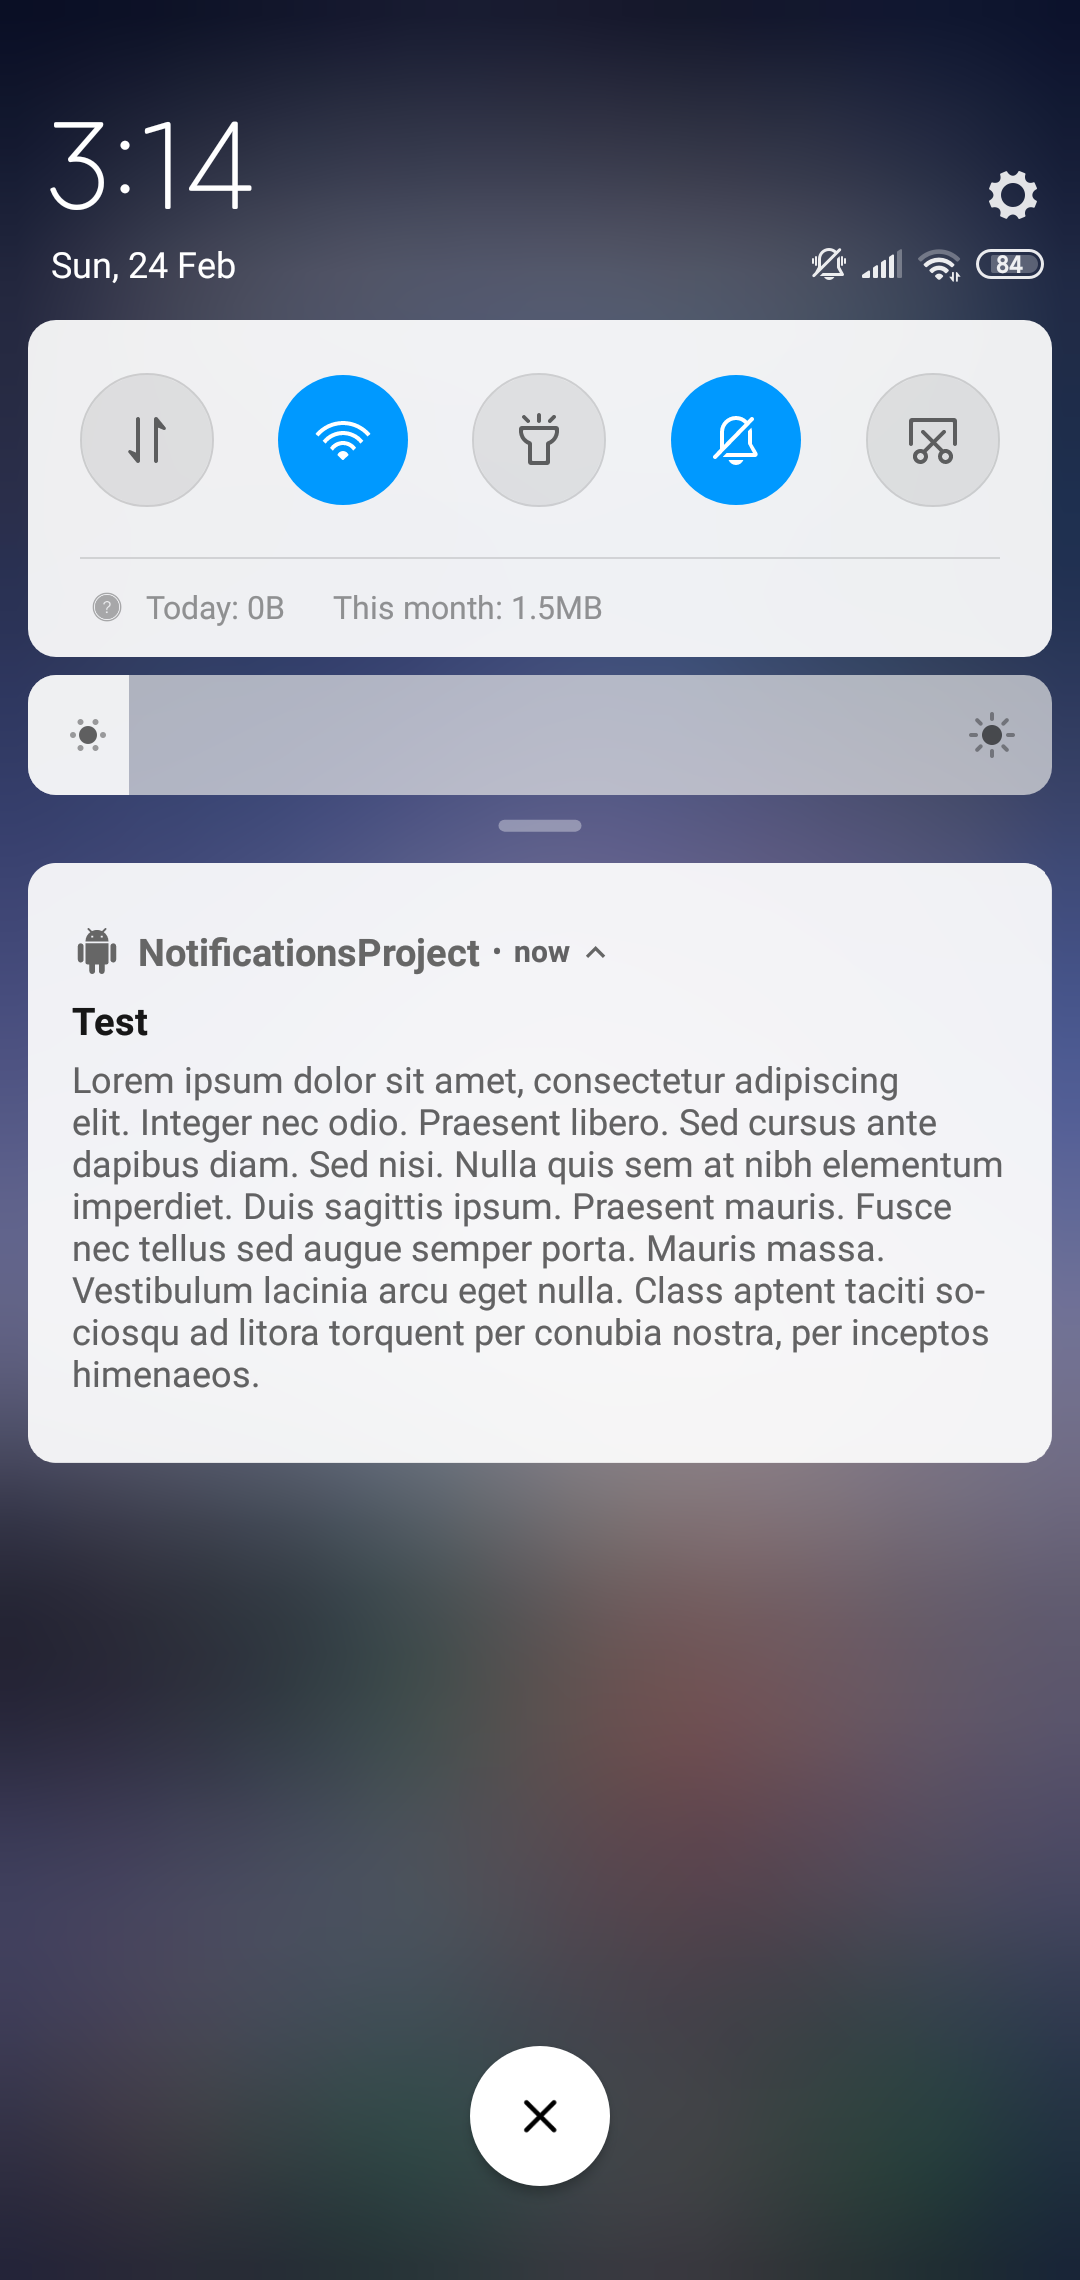 3:14
Sun, 24 Feb
84
? Today: 0B This month: 1.5MB
NotificationsProject · now
Test
Lorem ipsum dolor sit amet, consectetur adipiscing
elit. Integer nec odio. Praesent libero. Sed cursus ante
dapibus diam. Sed nisi. Nulla quis sem at nibh elementum
imperdiet. Duis sagittis ipsum. Praesent mauris. Fusce
nec tellus sed augue semper porta. Mauris massa.
Vestibulum lacinia arcu eget nulla. Class aptent taciti so-
ciosqu ad litora torquent per conubia nostra, per inceptos
himenaeos.